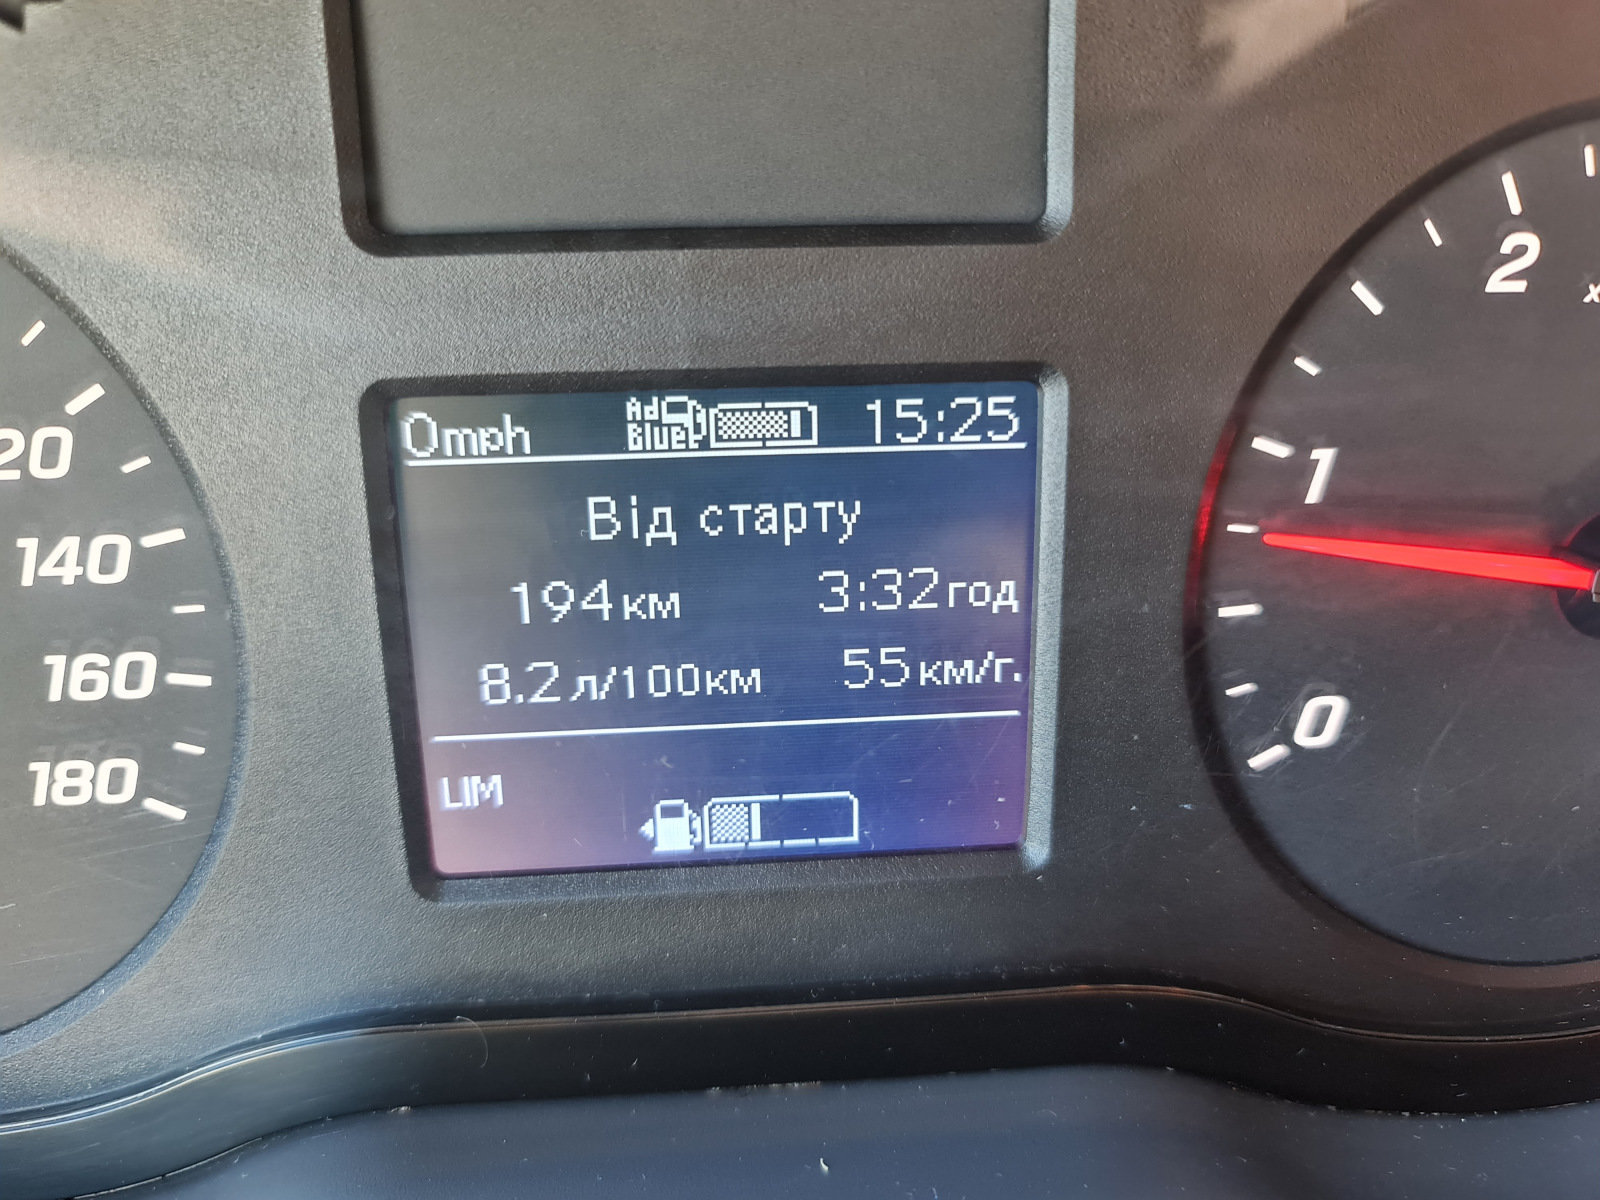 0mph Ad Blue 15:25
Від старту
194км 3:32год
8.2л/100км 55км/г.
LIM
20
140
160
180
2
x
1
0